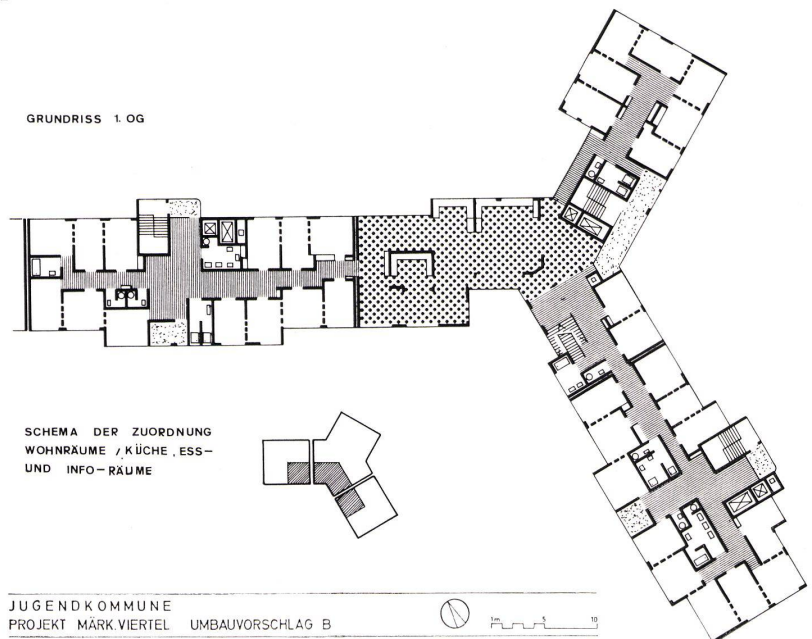 GRUNDRISS 1. OG
SCHEMA DER ZUORDNUNG
WOHNRÄUME / KÜCHE, ESS-
UND INFO-RÄUME
JUGENDKOMMUNE
PROJEKT MÄRK.VIERTEL UMBAUVORSCHLAG B
1m 5 10